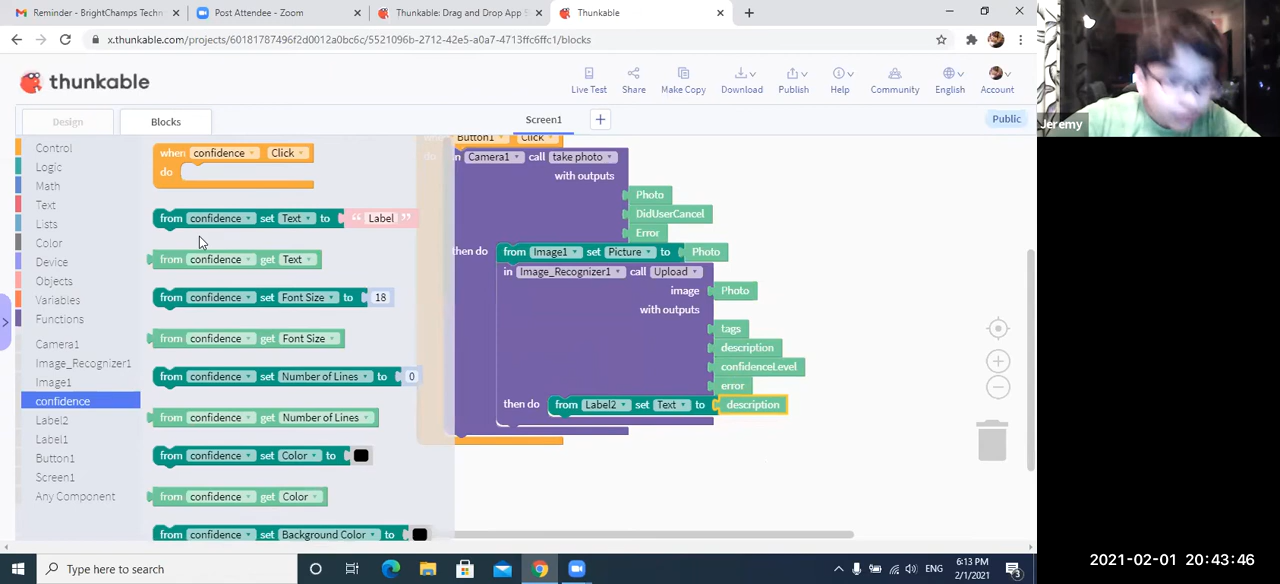 Reminder - BrightChamps Techn
Post Attendee - Zoom
Thunkable: Drag and Drop App S
Thunkable
x.thunkable.com/projects/60181787496f2d0012a0bc6c/5521096b-2712-42e5-a0a7-4713ffc6ffc1/blocks
thunkable
Live Test
Share
Make Copy
Download
Publish
Help
Community
English
Account
Jeremy
Design
Blocks
Screen1
Public
Control
Logic
Math
Text
Lists
Color
Device
Objects
Variables
Functions
Camera1
Image_Recognizer1
Image1
confidence
Label2
Label1
Button1
Screen1
Any Component
when confidence Click
do
from confidence set Text to “ Label ”
from confidence get Text
from confidence set Font Size to 18
from confidence get Font Size
from confidence set Number of Lines to 0
from confidence get Number of Lines
from confidence set Color to
from confidence get Color
from confidence set Background Color to
Button1 Click
do
in Camera1 call take photo
with outputs
Photo
DidUserCancel
Error
then do
from Image1 set Picture to Photo
in Image_Recognizer1 call Upload
image Photo
with outputs
tags
description
confidenceLevel
error
then do from Label2 set Text to description
Type here to search
ENG
6:13 PM
2/1/2021
3
2021-02-01 20:43:46